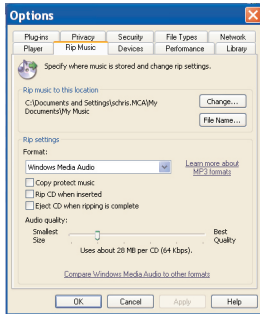 Options
Plug-ins Privacy Security File Types Network
Player Rip Music Devices Performance Library
Specify where music is stored and change rip settings.
Rip music to this location
C:\Documents and Settings\schris.MCA\My
Documents\My Music
Change...
File Name...
Rip settings
Format:
Windows Media Audio
Learn more about
MP3 formats
Copy protect music
Rip CD when inserted
Eject CD when ripping is complete
Audio quality:
Smallest
Size
Best
Quality
Uses about 28 MB per CD (64 Kbps).
Compare Windows Media Audio to other formats
OK Cancel Apply Help